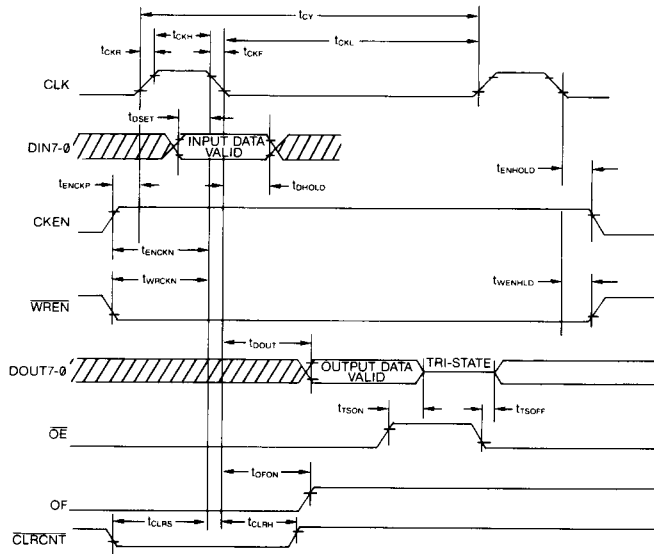 tCY
tCKH
tCKR tCKF tCKL
CLK
tDSET
DIN7-0 INPUT DATA VALID
tENCKP tDHOLD tENHOLD
CKEN
tENCKN
tWRCKN tWENHLD
WREN
tDOUT
DOUT7-0 OUTPUT DATA VALID TRI-STATE
tTSON tTSOFF
OE
tOFON
OF
tCLRS tCLRH
CLRCNT